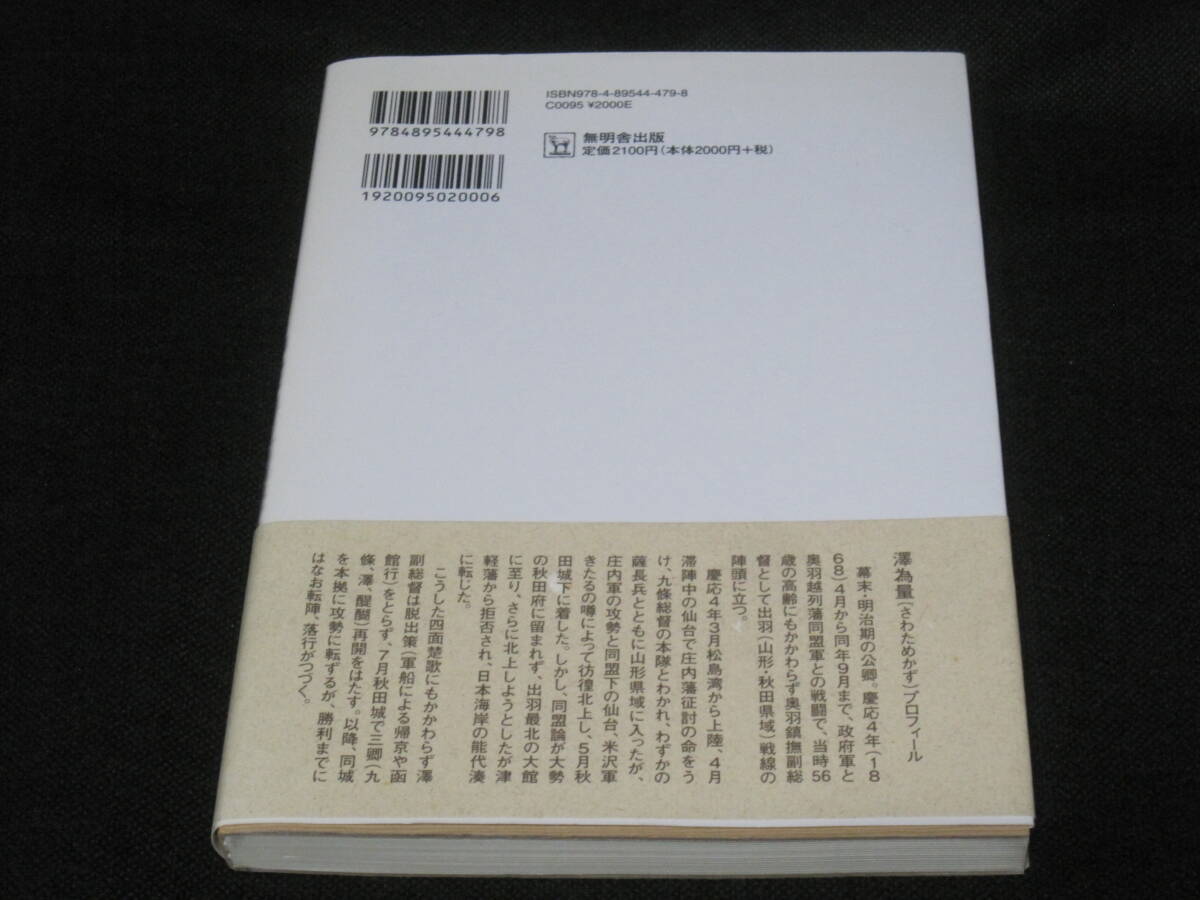 ISBN978-4-89544-479-8
C0095 ¥2000E
9784895444798
無明舎出版
定価2100円(本体2000円+税)
1920095020006
澤為量(さわためかず)プロフィール
幕末・明治期の公卿。慶応4年(18
68)4月から同年9月まで、政府軍と
奥羽越列藩同盟軍との戦闘で、当時56
歳の高齢にもかかわらず奥羽鎮撫副総
督として出羽(山形・秋田県域)戦線の
陣頭に立つ。
慶応4年3月松島湾から上陸、4月
滞陣中の仙台で庄内藩征討の命をう
け、九條総督の本隊とわかれ、わずかの
薩長兵とともに山形県域に入ったが、
庄内軍の攻勢と同盟下の仙台、米沢軍
きたるの噂によって彷徨北上し、5月秋
田城下に着した。しかし、同盟論が大勢
の秋田府に留まれず、出羽最北の大館
に至り、さらに北上しようとしたが津
軽藩から拒否され、日本海岸の能代湊
に転じた。
こうした四面楚歌にもかかわらず澤
副総督は脱出策(軍船による帰京や函
館行)をとらず、7月秋田城で三卿(九
條、澤、醍醐)再開をはたす。以降、同城
を本拠に攻勢に転ずるが、勝利までに
はなお転陣、落行がつづく。